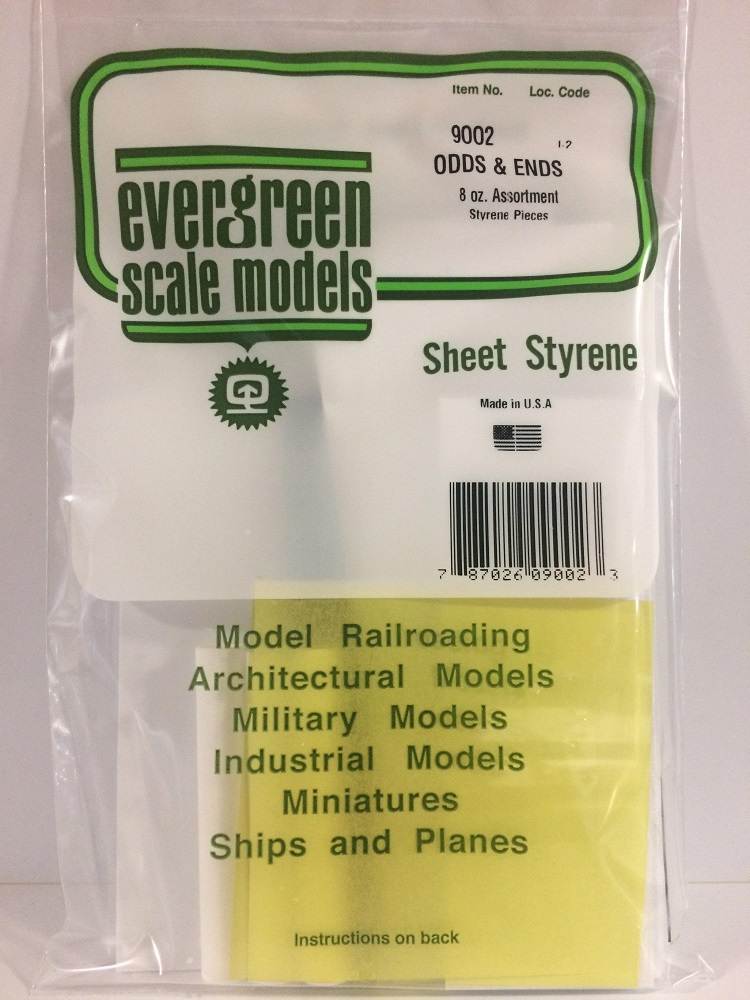 Item No. Loc. Code
9002 1-2
ODDS & ENDS
8 oz. Assortment
Styrene Pieces
evergreen
scale models
Sheet Styrene
Made in U.S.A
7 87026 09002 3
Model Railroading
Architectural Models
Military Models
Industrial Models
Miniatures
Ships and Planes
Instructions on back